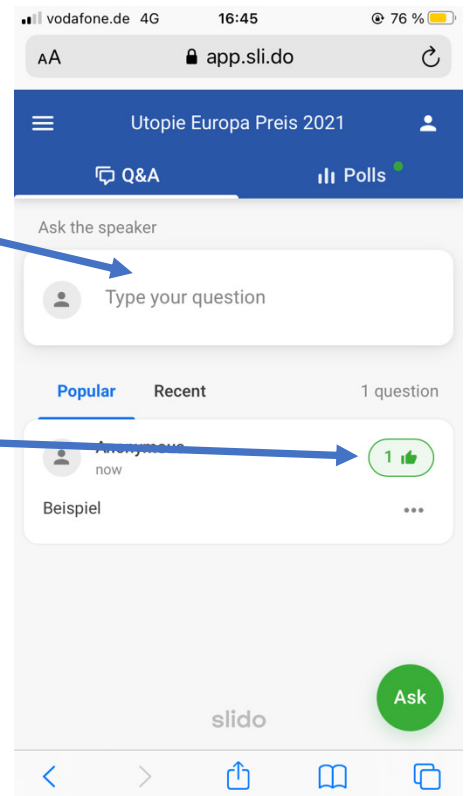 vodafone.de 4G 16:45 76 %
AA app.sli.do
Utopie Europa Preis 2021
Q&A Polls
Ask the speaker
Type your question
Popular Recent 1 question
Anonymous 1
now
Beispiel
Ask
slido